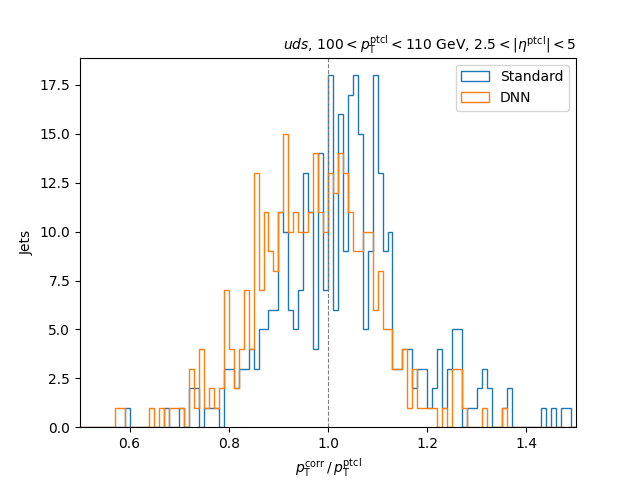 uds, 100 < p_T^ptcl < 110 GeV, 2.5 < |η^ptcl| < 5
Standard
DNN
17.5
15.0
12.5
10.0
7.5
5.0
2.5
0.0
Jets
0.6 0.8 1.0 1.2 1.4
p_T^corr / p_T^ptcl